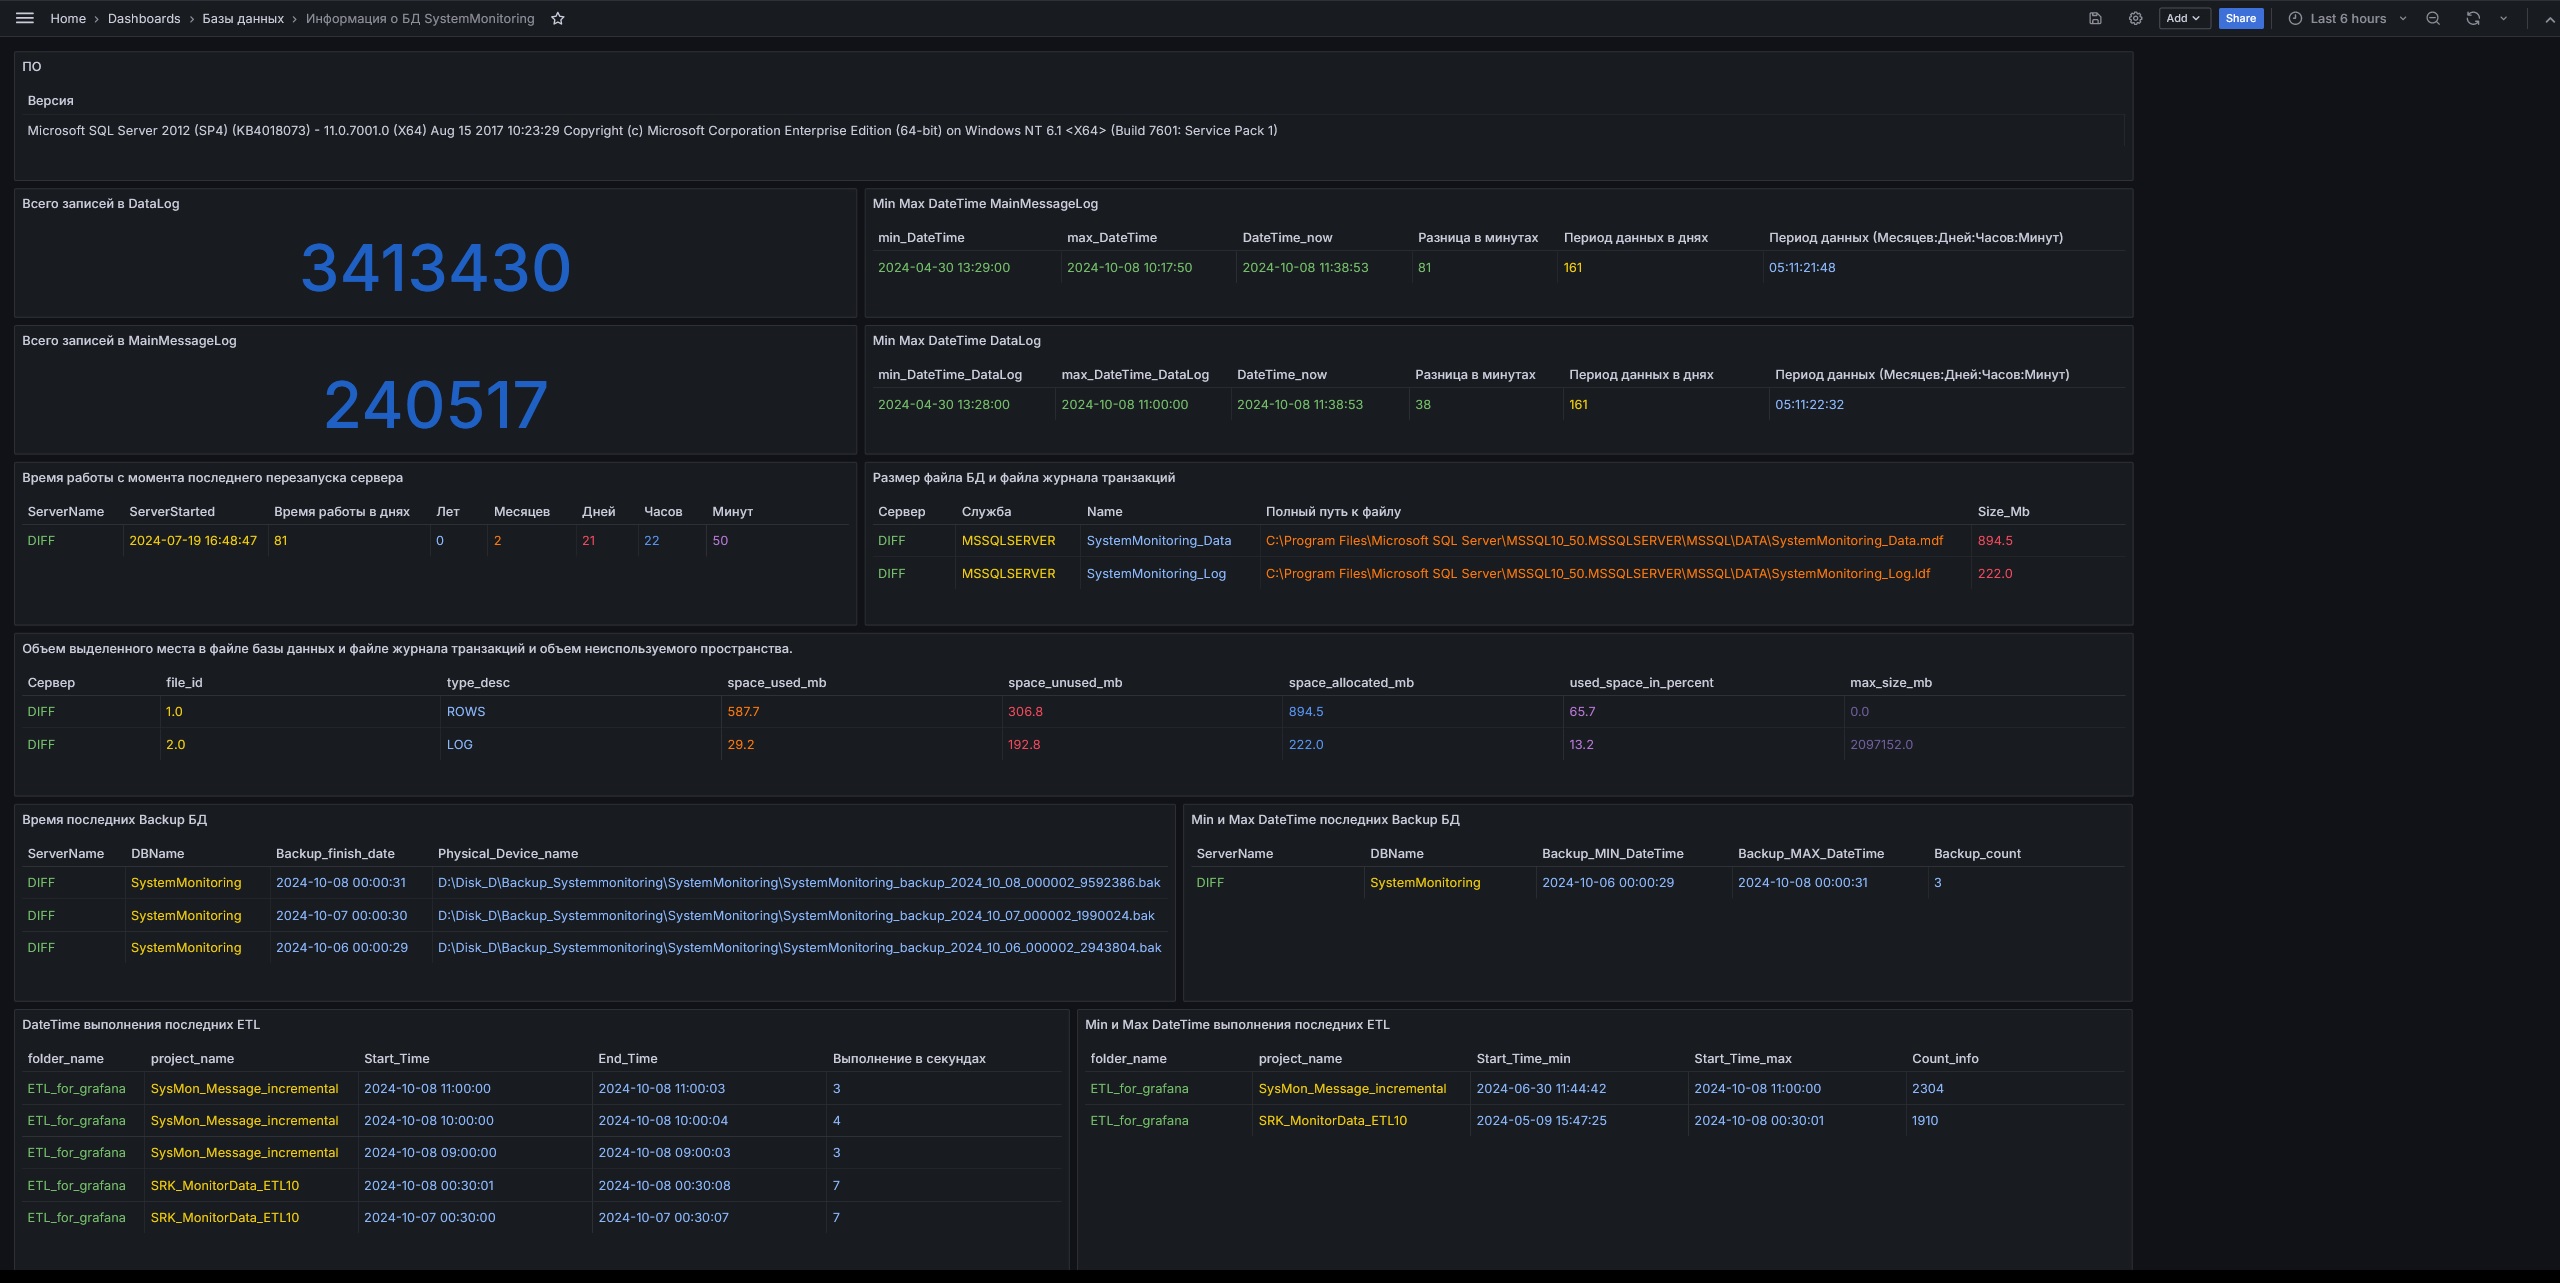 Home › Dashboards › Базы данных › Информация о БД SystemMonitoring
Add
Share
Last 6 hours
ПО
Версия
Microsoft SQL Server 2012 (SP4) (KB4018073) - 11.0.7001.0 (X64) Aug 15 2017 10:23:29 Copyright (c) Microsoft Corporation Enterprise Edition (64-bit) on Windows NT 6.1 <X64> (Build 7601: Service Pack 1)
Всего записей в DataLog
3413430
Min Max DateTime MainMessageLog
min_DateTime max_DateTime DateTime_now Разница в минутах Период данных в днях Период данных (Месяцев:Дней:Часов:Минут)
2024-04-30 13:29:00 2024-10-08 10:17:50 2024-10-08 11:38:53 81 161 05:11:21:48
Всего записей в MainMessageLog
240517
Min Max DateTime DataLog
min_DateTime_DataLog max_DateTime_DataLog DateTime_now Разница в минутах Период данных в днях Период данных (Месяцев:Дней:Часов:Минут)
2024-04-30 13:28:00 2024-10-08 11:00:00 2024-10-08 11:38:53 38 161 05:11:22:32
Время работы с момента последнего перезапуска сервера
ServerName ServerStarted Время работы в днях Лет Месяцев Дней Часов Минут
DIFF 2024-07-19 16:48:47 81 0 2 21 22 50
Размер файла БД и файла журнала транзакций
Сервер Служба Name Полный путь к файлу Size_Mb
DIFF MSSQLSERVER SystemMonitoring_Data C:\Program Files\Microsoft SQL Server\MSSQL10_50.MSSQLSERVER\MSSQL\DATA\SystemMonitoring_Data.mdf 894.5
DIFF MSSQLSERVER SystemMonitoring_Log C:\Program Files\Microsoft SQL Server\MSSQL10_50.MSSQLSERVER\MSSQL\DATA\SystemMonitoring_Log.ldf 222.0
Объем выделенного места в файле базы данных и файле журнала транзакций и объем неиспользуемого пространства.
Сервер file_id type_desc space_used_mb space_unused_mb space_allocated_mb used_space_in_percent max_size_mb
DIFF 1.0 ROWS 587.7 306.8 894.5 65.7 0.0
DIFF 2.0 LOG 29.2 192.8 222.0 13.2 2097152.0
Время последних Backup БД
ServerName DBName Backup_finish_date Physical_Device_name
DIFF SystemMonitoring 2024-10-08 00:00:31 D:\Disk_D\Backup_Systemmonitoring\SystemMonitoring\SystemMonitoring_backup_2024_10_08_000002_9592386.bak
DIFF SystemMonitoring 2024-10-07 00:00:30 D:\Disk_D\Backup_Systemmonitoring\SystemMonitoring\SystemMonitoring_backup_2024_10_07_000002_1990024.bak
DIFF SystemMonitoring 2024-10-06 00:00:29 D:\Disk_D\Backup_Systemmonitoring\SystemMonitoring\SystemMonitoring_backup_2024_10_06_000002_2943804.bak
Min и Max DateTime последних Backup БД
ServerName DBName Backup_MIN_DateTime Backup_MAX_DateTime Backup_count
DIFF SystemMonitoring 2024-10-06 00:00:29 2024-10-08 00:00:31 3
DateTime выполнения последних ETL
folder_name project_name Start_Time End_Time Выполнение в секундах
ETL_for_grafana SysMon_Message_incremental 2024-10-08 11:00:00 2024-10-08 11:00:03 3
ETL_for_grafana SysMon_Message_incremental 2024-10-08 10:00:00 2024-10-08 10:00:04 4
ETL_for_grafana SysMon_Message_incremental 2024-10-08 09:00:00 2024-10-08 09:00:03 3
ETL_for_grafana SRK_MonitorData_ETL10 2024-10-08 00:30:01 2024-10-08 00:30:08 7
ETL_for_grafana SRK_MonitorData_ETL10 2024-10-07 00:30:00 2024-10-07 00:30:07 7
Min и Max DateTime выполнения последних ETL
folder_name project_name Start_Time_min Start_Time_max Count_info
ETL_for_grafana SysMon_Message_incremental 2024-06-30 11:44:42 2024-10-08 11:00:00 2304
ETL_for_grafana SRK_MonitorData_ETL10 2024-05-09 15:47:25 2024-10-08 00:30:01 1910